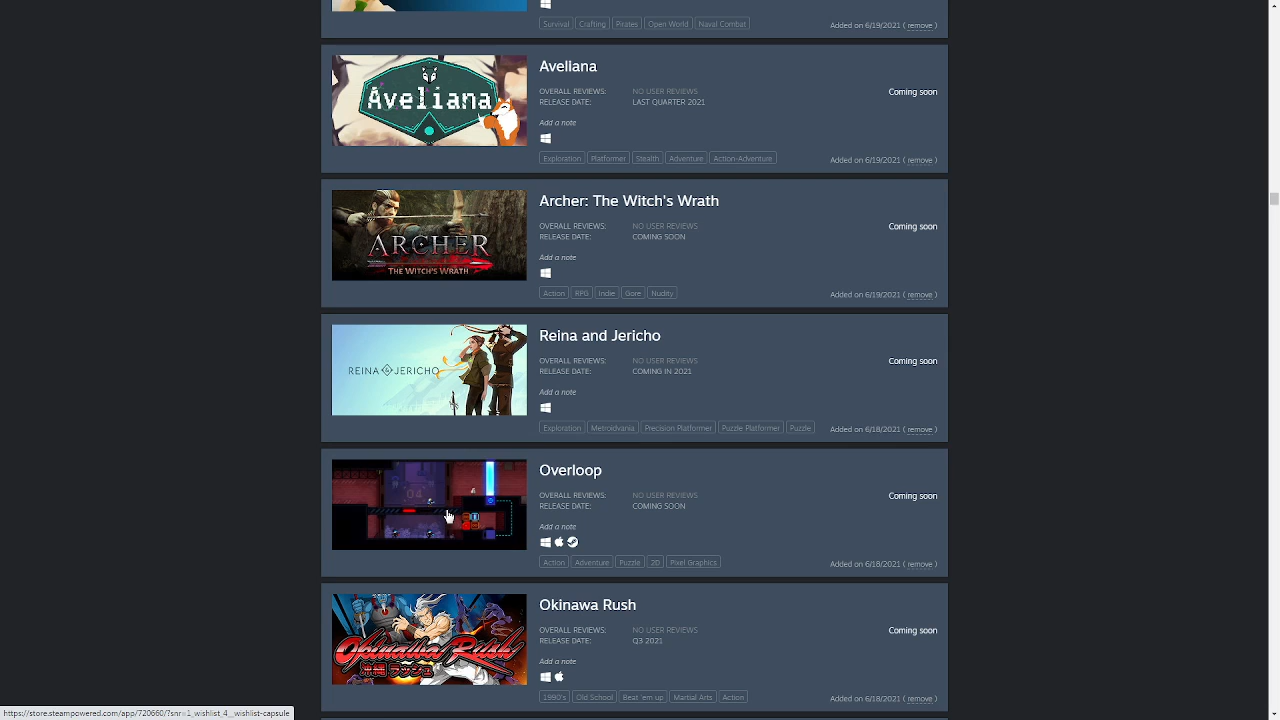 Survival Crafting Pirates Open World Naval Combat Added on 6/19/2021 ( remove )
Aveliana
Aveliana
OVERALL REVIEWS: NO USER REVIEWS Coming soon
RELEASE DATE: LAST QUARTER 2021
Add a note
Exploration Platformer Stealth Adventure Action-Adventure Added on 6/19/2021 ( remove )
ARCHER
THE WITCH'S WRATH
Archer: The Witch's Wrath
OVERALL REVIEWS: NO USER REVIEWS Coming soon
RELEASE DATE: COMING SOON
Add a note
Action RPG Indie Gore Nudity Added on 6/19/2021 ( remove )
REINA & JERICHO
Reina and Jericho
OVERALL REVIEWS: NO USER REVIEWS Coming soon
RELEASE DATE: COMING IN 2021
Add a note
Exploration Metroidvania Precision Platformer Puzzle Platformer Puzzle Added on 6/18/2021 ( remove )
04
Overloop
OVERALL REVIEWS: NO USER REVIEWS Coming soon
RELEASE DATE: COMING SOON
Add a note
Action Adventure Puzzle 2D Pixel Graphics Added on 6/18/2021 ( remove )
Okinawa Rush
沖縄 ラッシュ
Okinawa Rush
OVERALL REVIEWS: NO USER REVIEWS Coming soon
RELEASE DATE: Q3 2021
Add a note
1990's Old School Beat 'em up Martial Arts Action Added on 6/18/2021 ( remove )
https://store.steampowered.com/app/720660/?snr=1_wishlist_4__wishlist-capsule